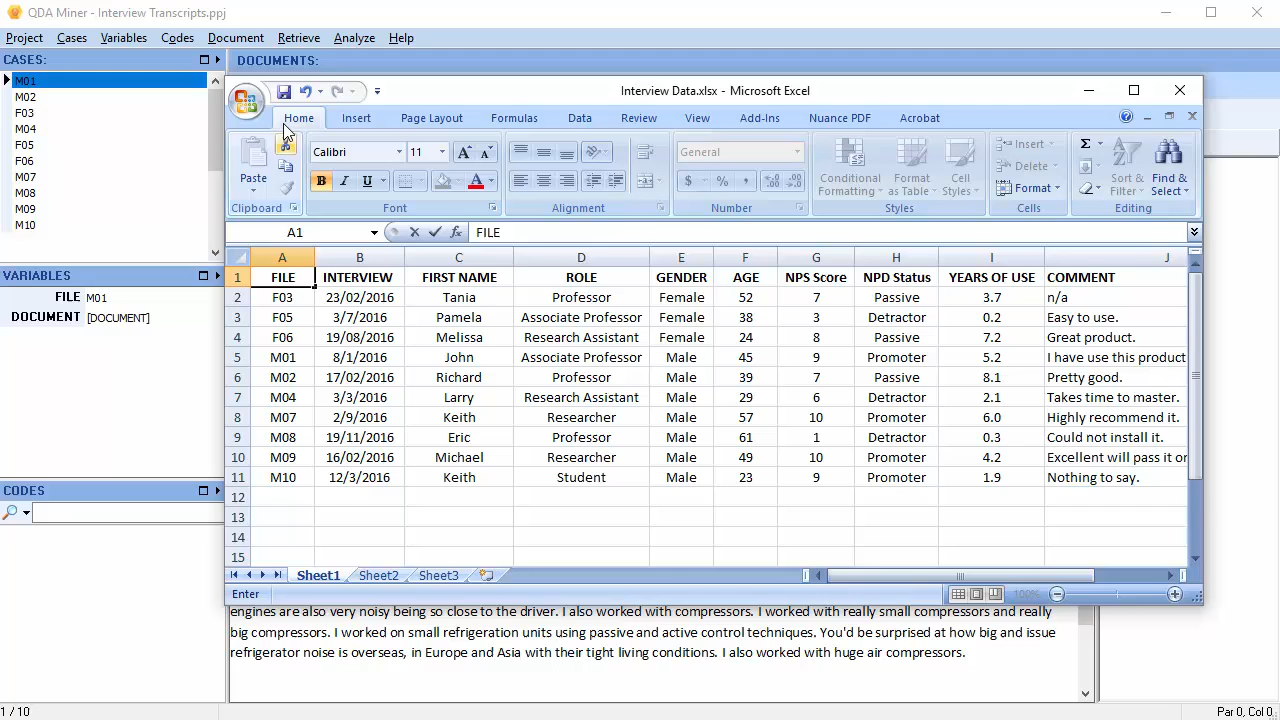 QDA Miner - Interview Transcripts.ppj
Project Cases Variables Codes Document Retrieve Analyze Help
CASES:
M01
M02
F03
M04
F05
F06
M07
M08
M09
M10
VARIABLES
FILE M01
DOCUMENT [DOCUMENT]
CODES
DOCUMENTS:
Interview Data.xlsx - Microsoft Excel
Home Insert Page Layout Formulas Data Review View Add-Ins Nuance PDF Acrobat
Paste
Clipboard
Calibri 11
B I U A
Font
Alignment
General
$ % ,
Number
Conditional Formatting
Format as Table
Cell Styles
Styles
Insert
Delete
Format
Cells
Σ
Sort & Filter
Find & Select
Editing
A1 fx FILE
A B C D E F G H I J
1 FILE INTERVIEW FIRST NAME ROLE GENDER AGE NPS Score NPD Status YEARS OF USE COMMENT
2 F03 23/02/2016 Tania Professor Female 52 7 Passive 3.7 n/a
3 F05 3/7/2016 Pamela Associate Professor Female 38 3 Detractor 0.2 Easy to use.
4 F06 19/08/2016 Melissa Research Assistant Female 24 8 Passive 7.2 Great product.
5 M01 8/1/2016 John Associate Professor Male 45 9 Promoter 5.2 I have use this product
6 M02 17/02/2016 Richard Professor Male 39 7 Passive 8.1 Pretty good.
7 M04 3/3/2016 Larry Research Assistant Male 29 6 Detractor 2.1 Takes time to master.
8 M07 2/9/2016 Keith Researcher Male 57 10 Promoter 6.0 Highly recommend it.
9 M08 19/11/2016 Eric Professor Male 61 1 Detractor 0.3 Could not install it.
10 M09 16/02/2016 Michael Researcher Male 49 10 Promoter 4.2 Excellent will pass it or
11 M10 12/3/2016 Keith Student Male 23 9 Promoter 1.9 Nothing to say.
12
13
14
15
Sheet1 Sheet2 Sheet3
Enter 100%
engines are also very noisy being so close to the driver. I also worked with compressors. I worked with really small compressors and really
big compressors. I worked on small refrigeration units using passive and active control techniques. You'd be surprised at how big and issue
refrigerator noise is overseas, in Europe and Asia with their tight living conditions. I also worked with huge air compressors.
1 / 10 Par 0, Col 0